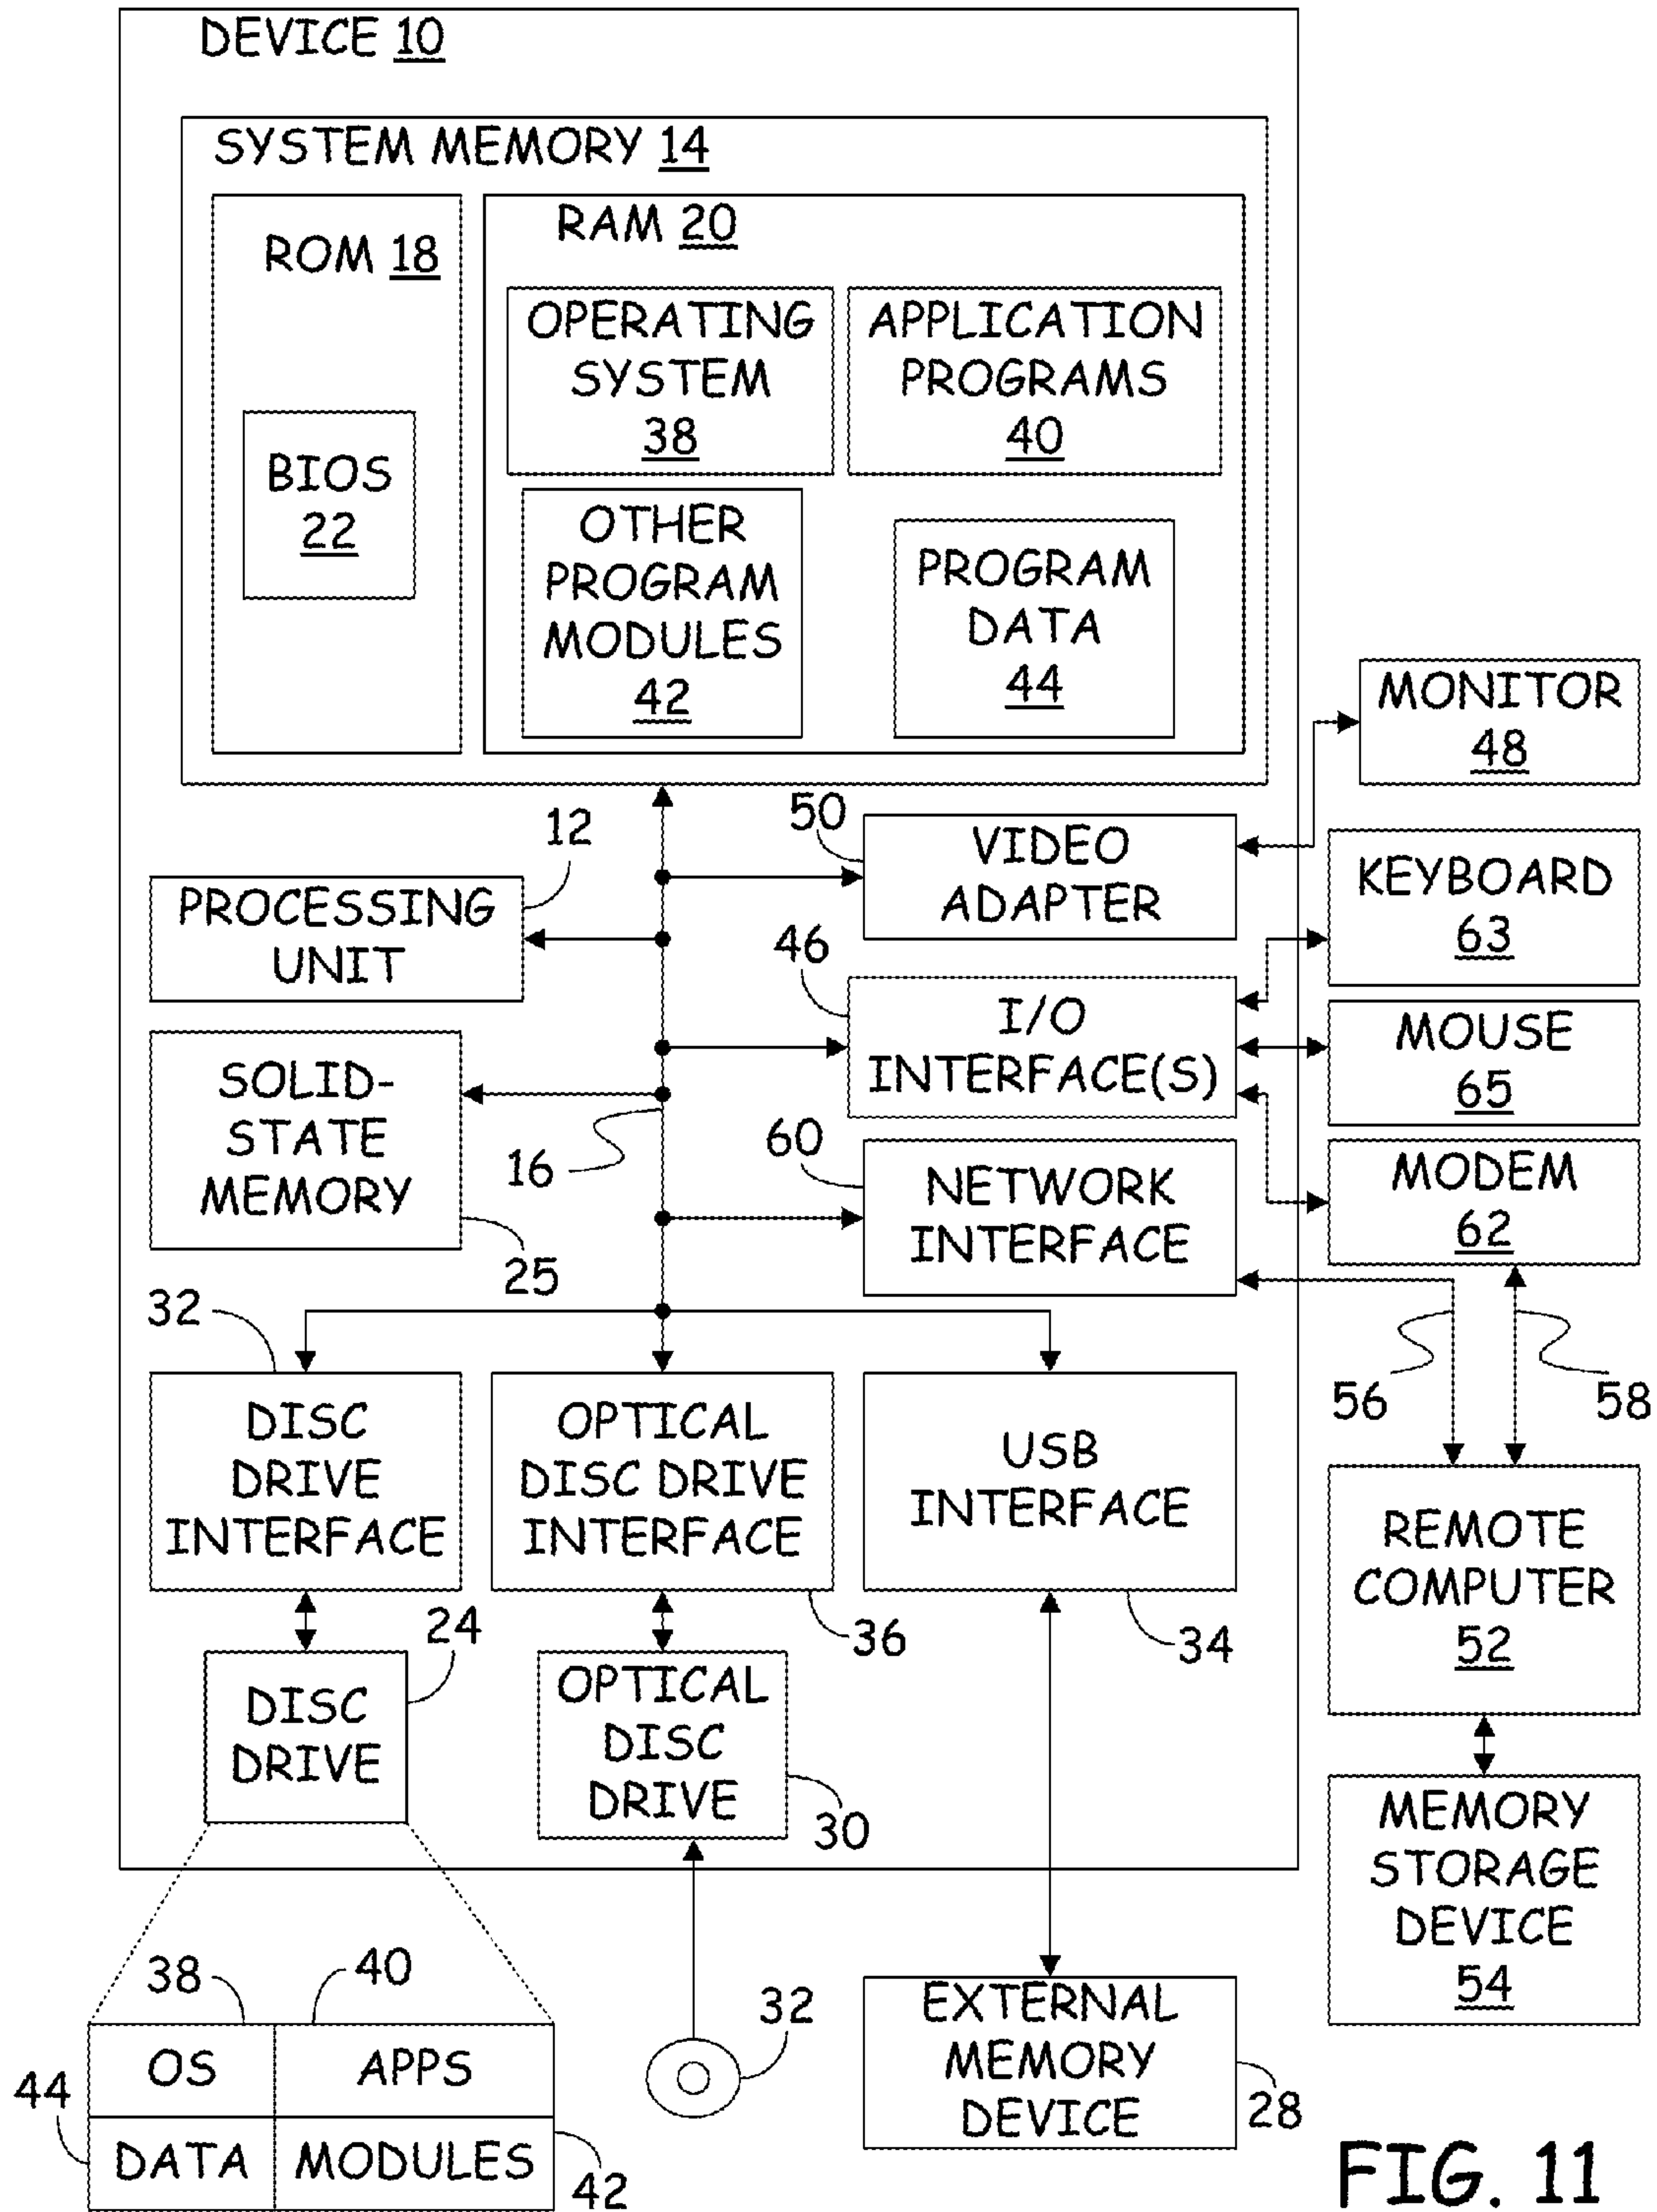 DEVICE 10
SYSTEM MEMORY 14
ROM 18
BIOS
22
RAM 20
OPERATING
SYSTEM
38
APPLICATION
PROGRAMS
40
OTHER
PROGRAM
MODULES
42
PROGRAM
DATA
44
MONITOR
48
12
PROCESSING
UNIT
50
VIDEO
ADAPTER
KEYBOARD
63
46
I/O
INTERFACE(S)
MOUSE
65
SOLID-
STATE
MEMORY
25
16
60
NETWORK
INTERFACE
MODEM
62
56
58
32
DISC
DRIVE
INTERFACE
OPTICAL
DISC DRIVE
INTERFACE
36
USB
INTERFACE
34
REMOTE
COMPUTER
52
24
DISC
DRIVE
OPTICAL
DISC
DRIVE
30
MEMORY
STORAGE
DEVICE
54
38
40
OS
APPS
44
DATA
MODULES
42
32
EXTERNAL
MEMORY
DEVICE
28
FIG. 11